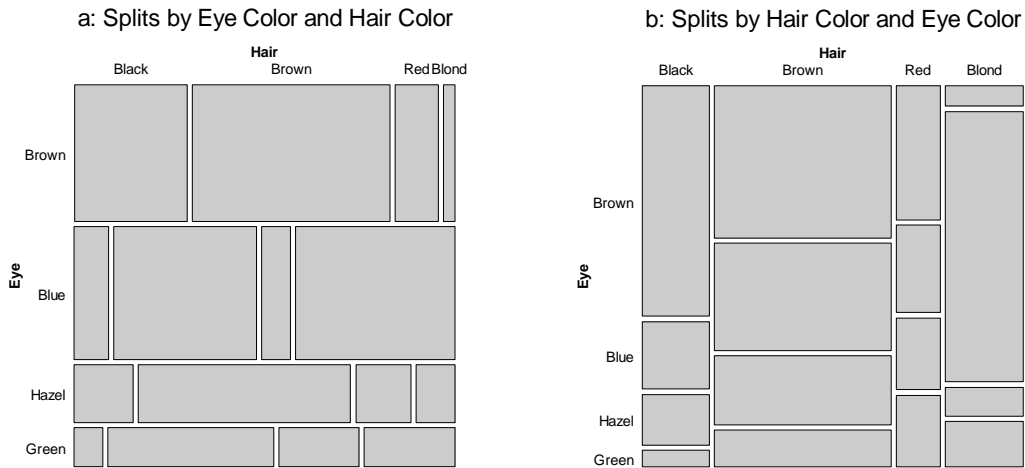 a: Splits by Eye Color and Hair Color
Hair
Black Brown Red Blond
Eye
Brown
Blue
Hazel
Green
b: Splits by Hair Color and Eye Color
Hair
Black Brown Red Blond
Eye
Brown
Blue
Hazel
Green